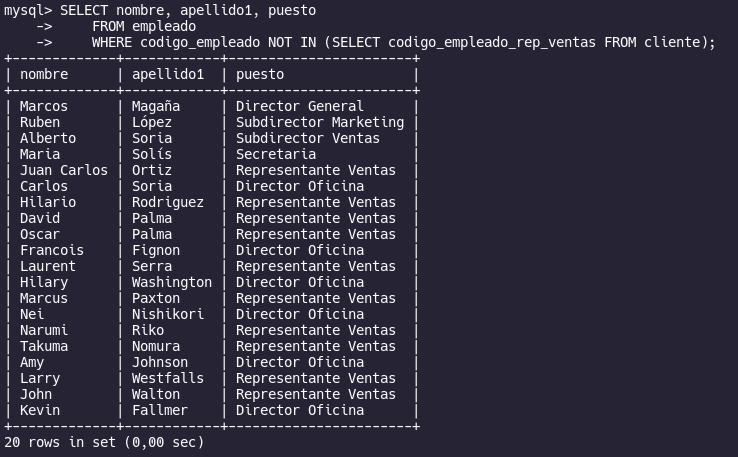 mysql> SELECT nombre, apellido1, puesto
    ->     FROM empleado
    ->     WHERE codigo_empleado NOT IN (SELECT codigo_empleado_rep_ventas FROM cliente);
+-------------+------------+-----------------------+
| nombre      | apellido1  | puesto                |
+-------------+------------+-----------------------+
| Marcos      | Magaña     | Director General      |
| Ruben       | López      | Subdirector Marketing |
| Alberto     | Soria      | Subdirector Ventas    |
| Maria       | Solís      | Secretaria            |
| Juan Carlos | Ortiz      | Representante Ventas  |
| Carlos      | Soria      | Director Oficina      |
| Hilario     | Rodriguez  | Representante Ventas  |
| David       | Palma      | Representante Ventas  |
| Oscar       | Palma      | Representante Ventas  |
| Francois    | Fignon     | Director Oficina      |
| Laurent     | Serra      | Representante Ventas  |
| Hilary      | Washington | Director Oficina      |
| Marcus      | Paxton     | Representante Ventas  |
| Nei         | Nishikori  | Director Oficina      |
| Narumi      | Riko       | Representante Ventas  |
| Takuma      | Nomura     | Representante Ventas  |
| Amy         | Johnson    | Director Oficina      |
| Larry       | Westfalls  | Representante Ventas  |
| John        | Walton     | Representante Ventas  |
| Kevin       | Fallmer    | Director Oficina      |
+-------------+------------+-----------------------+
20 rows in set (0,00 sec)